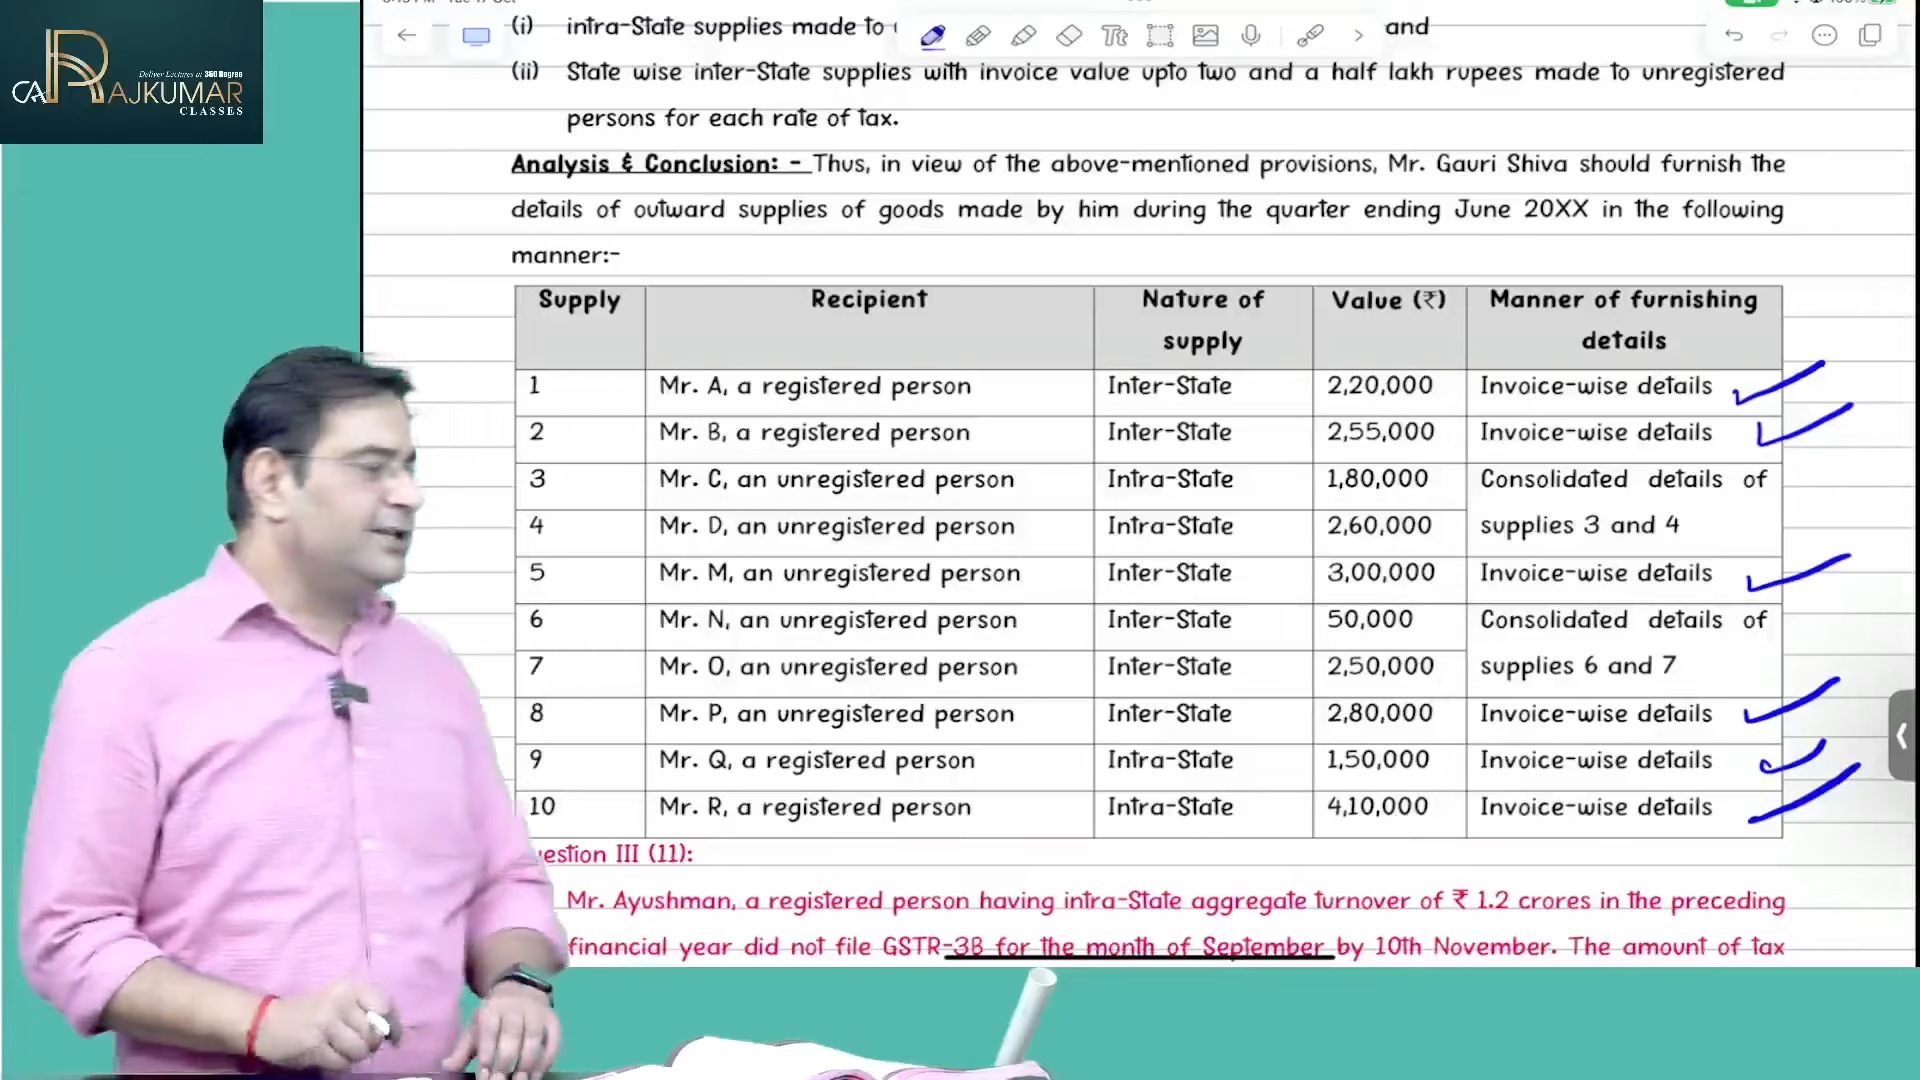 Deliver Lectures at 360 Degree
CA RAJKUMAR
CLASSES
(i) intra-State supplies made to
and
(ii) State wise inter-State supplies with invoice value upto two and a half lakh rupees made to unregistered
persons for each rate of tax.
Analysis & Conclusion: - Thus, in view of the above-mentioned provisions, Mr. Gauri Shiva should furnish the
details of outward supplies of goods made by him during the quarter ending June 20XX in the following
manner:-
Supply Recipient Nature of supply Value (₹) Manner of furnishing details
1 Mr. A, a registered person Inter-State 2,20,000 Invoice-wise details
2 Mr. B, a registered person Inter-State 2,55,000 Invoice-wise details
3 Mr. C, an unregistered person Intra-State 1,80,000 Consolidated details of
4 Mr. D, an unregistered person Intra-State 2,60,000 supplies 3 and 4
5 Mr. M, an unregistered person Inter-State 3,00,000 Invoice-wise details
6 Mr. N, an unregistered person Inter-State 50,000 Consolidated details of
7 Mr. O, an unregistered person Inter-State 2,50,000 supplies 6 and 7
8 Mr. P, an unregistered person Inter-State 2,80,000 Invoice-wise details
9 Mr. Q, a registered person Intra-State 1,50,000 Invoice-wise details
10 Mr. R, a registered person Intra-State 4,10,000 Invoice-wise details
uestion III (11):
Mr. Ayushman, a registered person having intra-State aggregate turnover of ₹ 1.2 crores in the preceding
financial year did not file GSTR-3B for the month of September by 10th November. The amount of tax